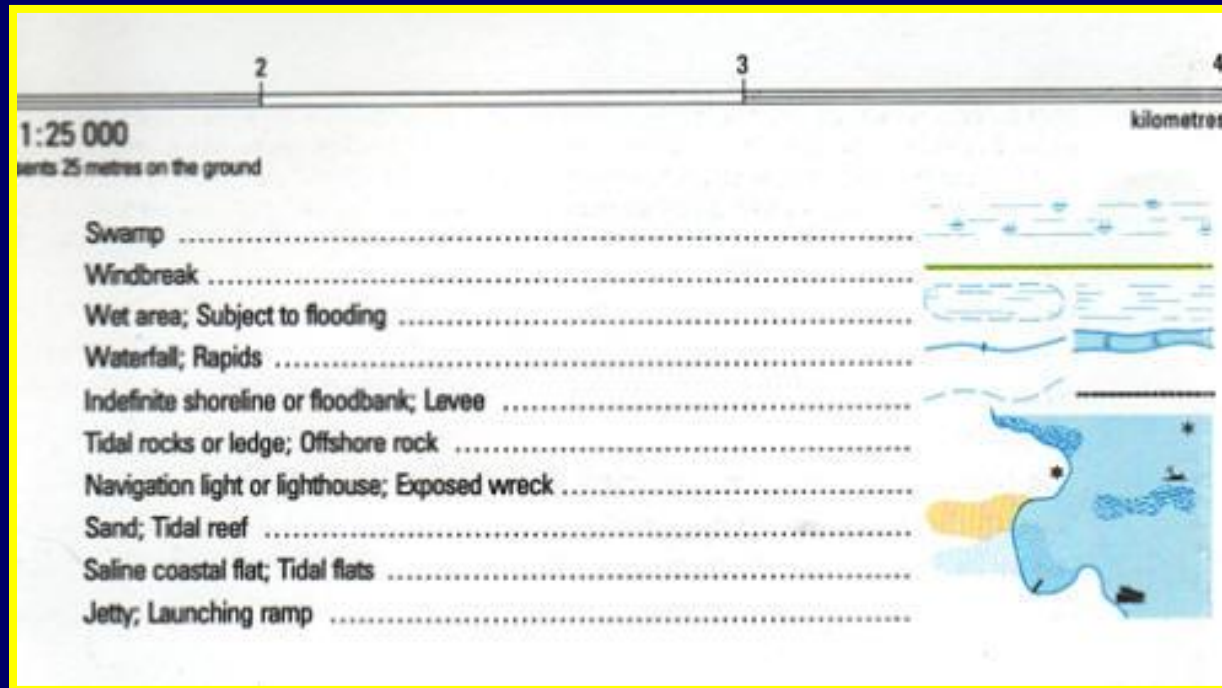 2 3 4
kilometres
1:25 000
sents 25 metres on the ground
Swamp ........................
Windbreak ........................
Wet area; Subject to flooding ........................
Waterfall; Rapids ........................
Indefinite shoreline or floodbank; Levee ........................
Tidal rocks or ledge; Offshore rock ........................
Navigation light or lighthouse; Exposed wreck ........................
Sand; Tidal reef ........................
Saline coastal flat; Tidal flats ........................
Jetty; Launching ramp ........................